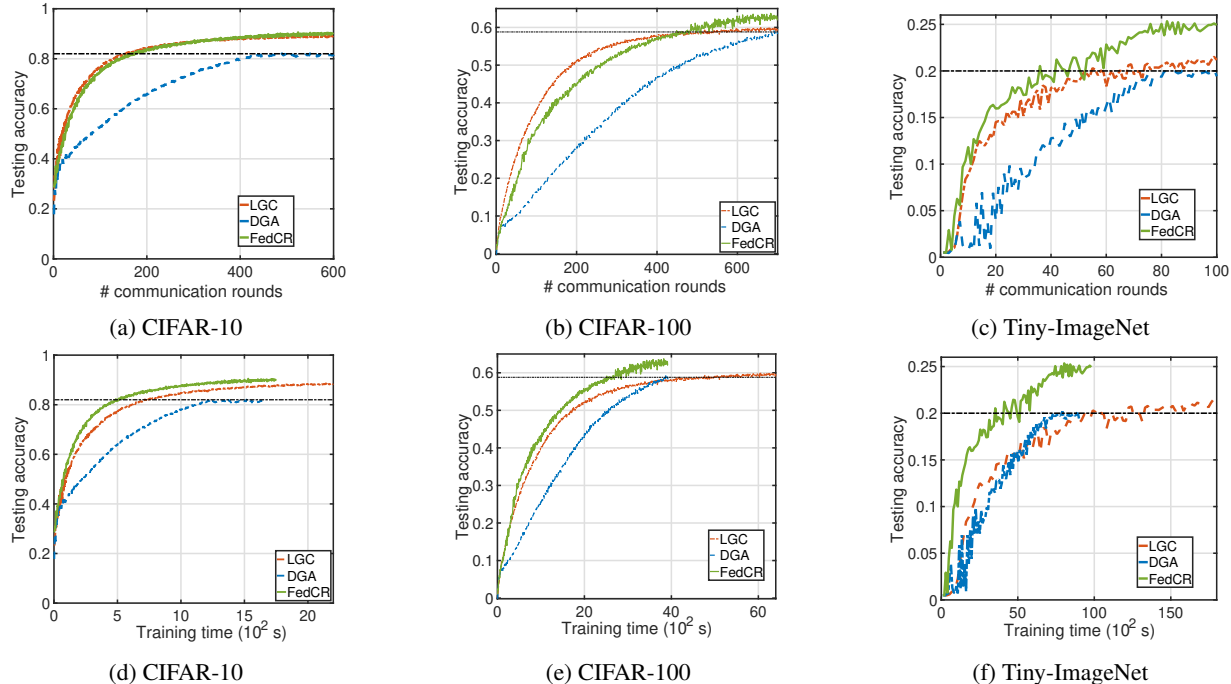 1
0.8
0.6
0.4
0.2
0
Testing accuracy
LGC
DGA
FedCR
0 200 400 600
# communication rounds
(a) CIFAR-10
0.6
0.5
0.4
0.3
0.2
0.1
0
Testing accuracy
LGC
DGA
FedCR
0 200 400 600
# communication rounds
(b) CIFAR-100
0.25
0.2
0.15
0.1
0.05
0
Testing accuracy
LGC
DGA
FedCR
0 20 40 60 80 100
# communication rounds
(c) Tiny-ImageNet
1
0.8
0.6
0.4
0.2
0
Testing accuracy
LGC
DGA
FedCR
0 5 10 15 20
Training time (10² s)
(d) CIFAR-10
0.6
0.5
0.4
0.3
0.2
0.1
0
Testing accuracy
LGC
DGA
FedCR
0 20 40 60
Training time (10² s)
(e) CIFAR-100
0.25
0.2
0.15
0.1
0.05
0
Testing accuracy
LGC
DGA
FedCR
50 100 150
Training time (10² s)
(f) Tiny-ImageNet